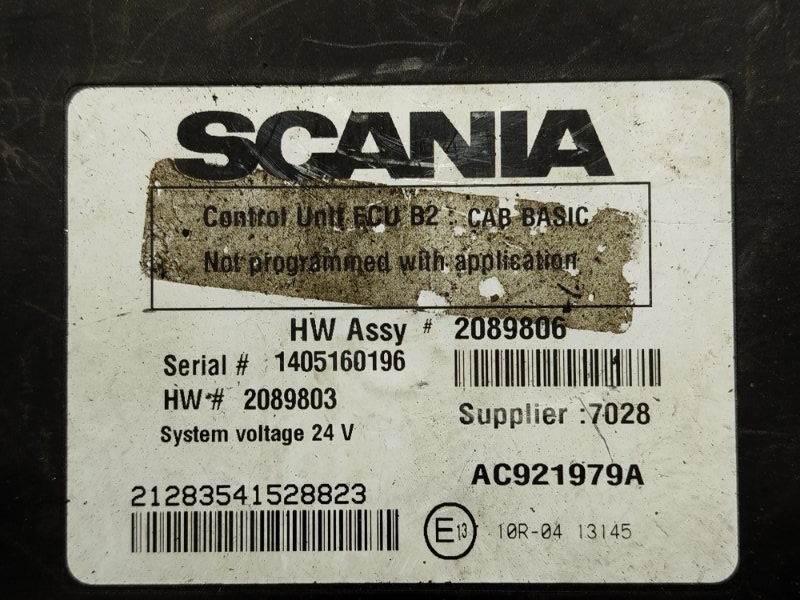 SCANIA
Control Unit ECU B2 : CAB BASIC
Not programmed with application
HW Assy # 2089806
Serial # 1405160196
HW # 2089803
Supplier :7028
System voltage 24 V
AC921979A
21283541528823
E13 10R-04 13145